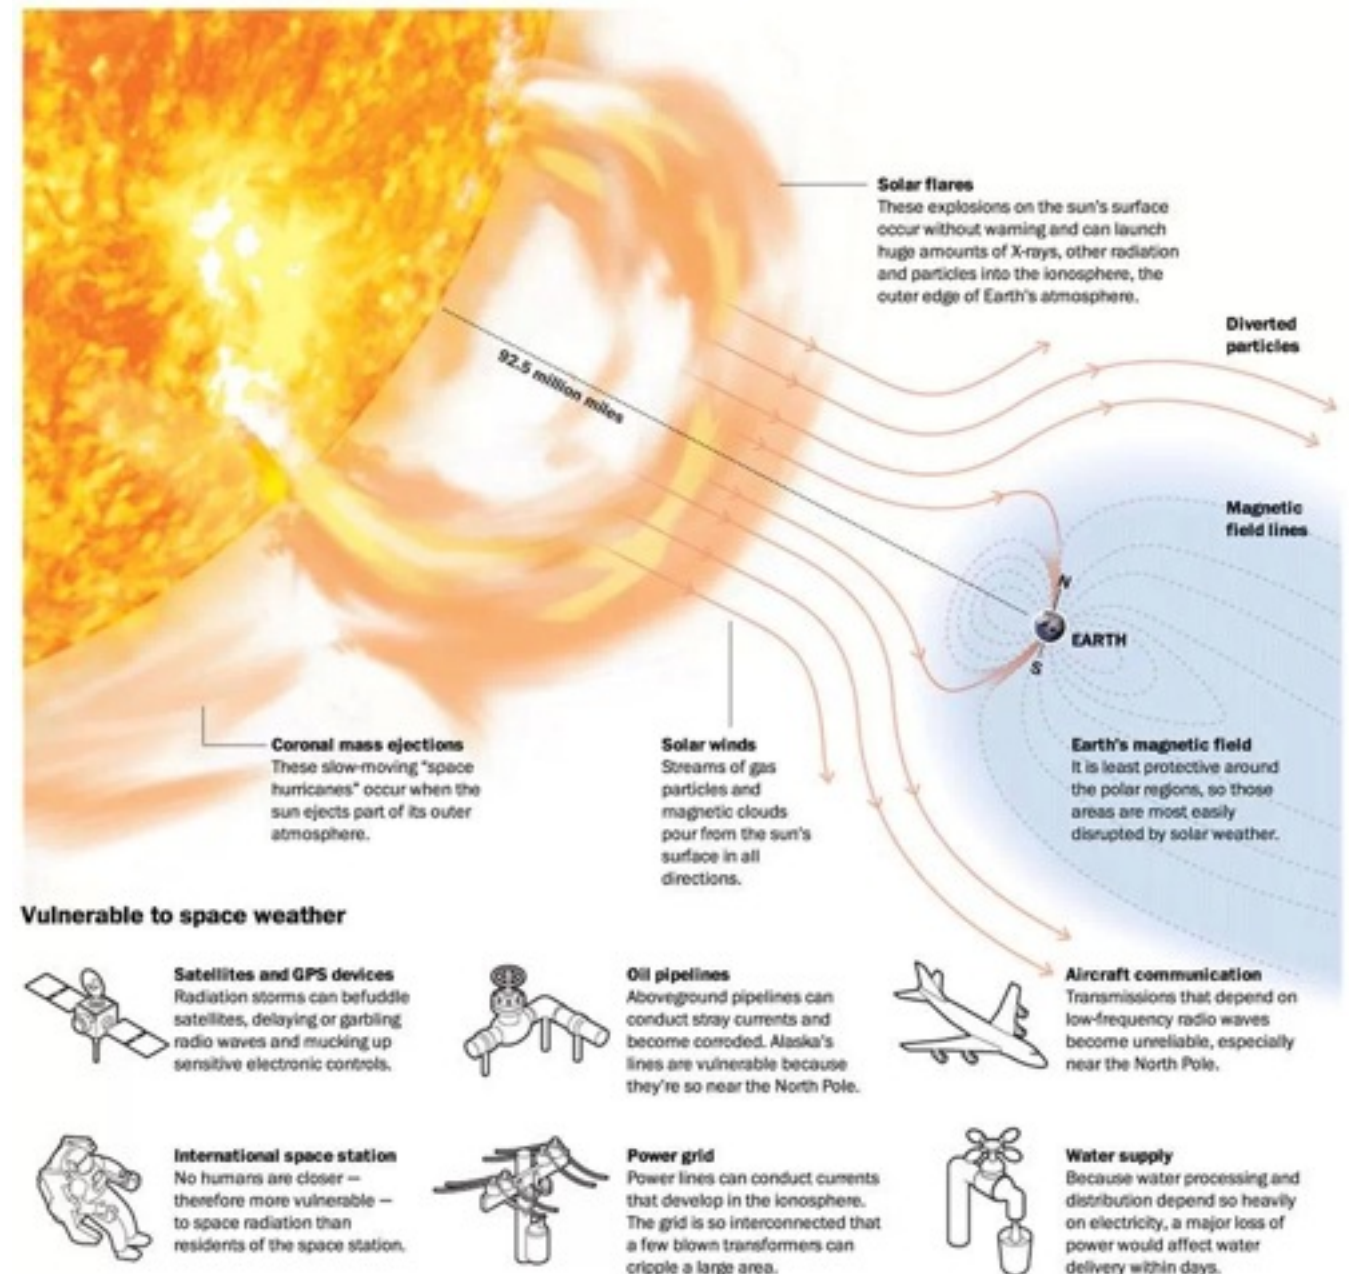 Solar flares
These explosions on the sun's surface
occur without warning and can launch
huge amounts of X-rays, other radiation
and particles into the ionosphere, the
outer edge of Earth's atmosphere.
Diverted
particles
92.5 million miles
Magnetic
field lines
N
EARTH
S
Coronal mass ejections
These slow-moving "space
hurricanes" occur when the
sun ejects part of its outer
atmosphere.
Solar winds
Streams of gas
particles and
magnetic clouds
pour from the sun's
surface in all
directions.
Earth's magnetic field
It is least protective around
the polar regions, so those
areas are most easily
disrupted by solar weather.
Vulnerable to space weather
Satellites and GPS devices
Radiation storms can befuddle
satellites, delaying or garbling
radio waves and mucking up
sensitive electronic controls.
Oil pipelines
Aboveground pipelines can
conduct stray currents and
become corroded. Alaska's
lines are vulnerable because
they're so near the North Pole.
Aircraft communication
Transmissions that depend on
low-frequency radio waves
become unreliable, especially
near the North Pole.
International space station
No humans are closer —
therefore more vulnerable —
to space radiation than
residents of the space station.
Power grid
Power lines can conduct currents
that develop in the ionosphere.
The grid is so interconnected that
a few blown transformers can
cripple a large area.
Water supply
Because water processing and
distribution depend so heavily
on electricity, a major loss of
power would affect water
delivery within days.